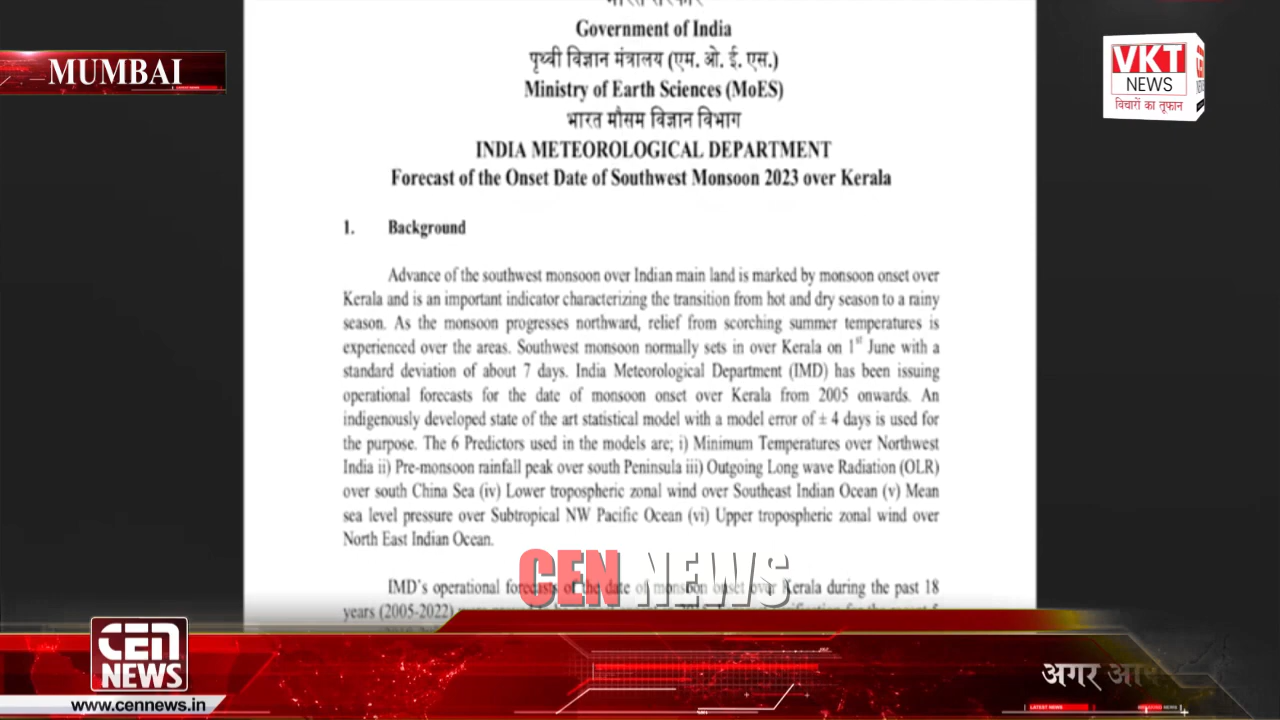 Government of India
पृथ्वी विज्ञान मंत्रालय (एम. ओ. ई. एस.)
Ministry of Earth Sciences (MoES)
भारत मौसम विज्ञान विभाग
INDIA METEOROLOGICAL DEPARTMENT
Forecast of the Onset Date of Southwest Monsoon 2023 over Kerala
MUMBAI
VKT
NEWS
विचारों का तूफान
1. Background
Advance of the southwest monsoon over Indian main land is marked by monsoon onset over
Kerala and is an important indicator characterizing the transition from hot and dry season to a rainy
season. As the monsoon progresses northward, relief from scorching summer temperatures is
experienced over the areas. Southwest monsoon normally sets in over Kerala on 1st June with a
standard deviation of about 7 days. India Meteorological Department (IMD) has been issuing
operational forecasts for the date of monsoon onset over Kerala from 2005 onwards. An
indigenously developed state of the art statistical model with a model error of ± 4 days is used for
the purpose. The 6 Predictors used in the models are; i) Minimum Temperatures over Northwest
India ii) Pre-monsoon rainfall peak over south Peninsula iii) Outgoing Long wave Radiation (OLR)
over south China Sea (iv) Lower tropospheric zonal wind over Southeast Indian Ocean (v) Mean
sea level pressure over Subtropical NW Pacific Ocean (vi) Upper tropospheric zonal wind over
North East Indian Ocean.
CEN NEWS
IMD's operational forecasts of the date of monsoon onset over Kerala during the past 18
years (2005-2022)
CEN
NEWS
www.cennews.in
अगर
LATEST NEWS